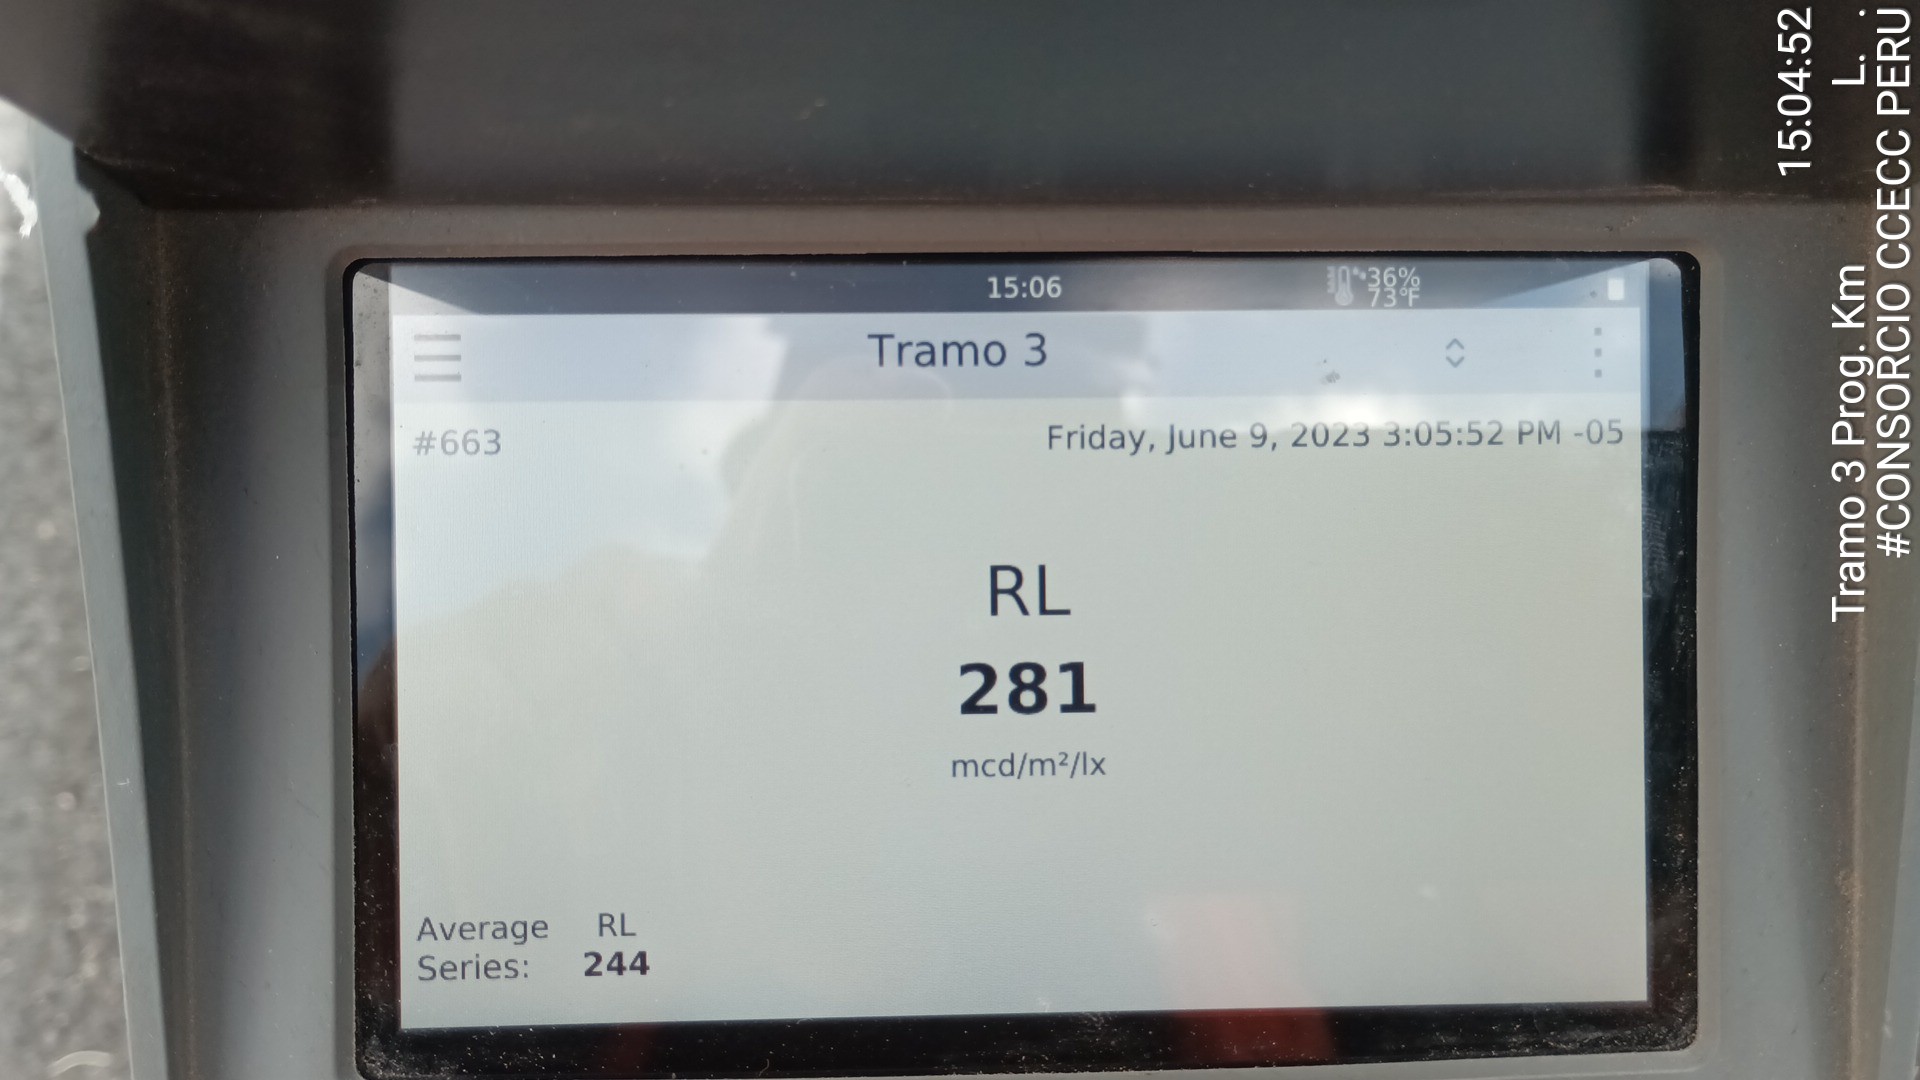 15:06
36%
73°F
Tramo 3
#663
Friday, June 9, 2023 3:05:52 PM -05
RL
281
mcd/m²/lx
Average RL
Series: 244
15:04:52
Tramo 3 Prog. Km L. .
#CONSORCIO CCECC PERU